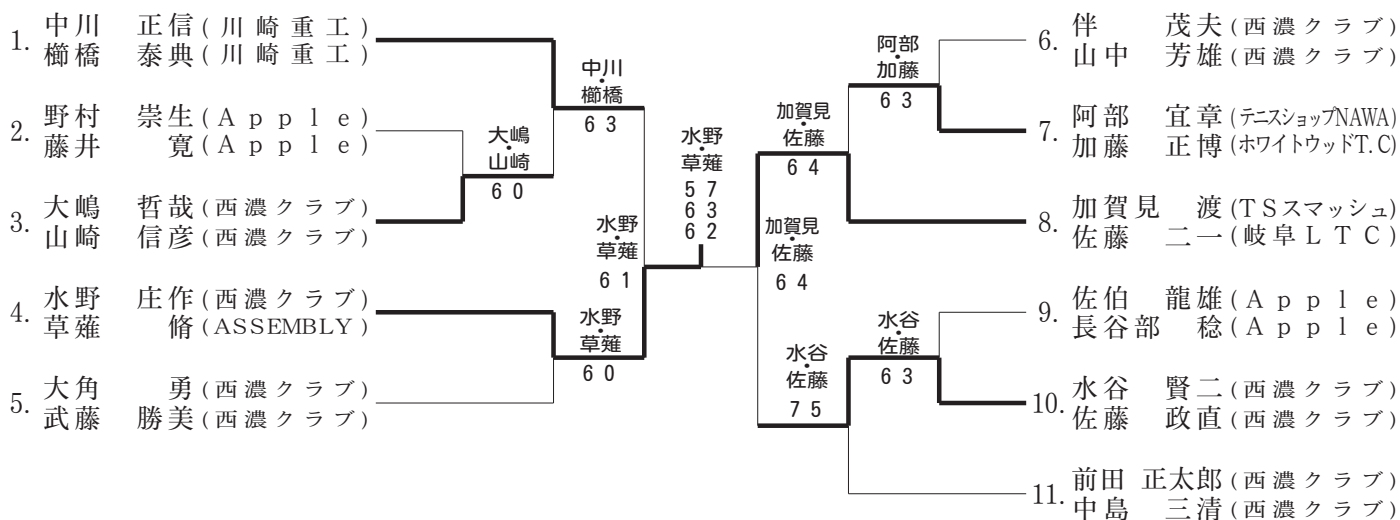 1. 中川 正信(川崎重工)
櫛橋 泰典(川崎重工)
2. 野村 崇生(Apple)
藤井 寛(Apple)
3. 大嶋 哲哉(西濃クラブ)
山崎 信彦(西濃クラブ)
4. 水野 庄作(西濃クラブ)
草薙 脩(ASSEMBLY)
5. 大角 勇(西濃クラブ)
武藤 勝美(西濃クラブ)
大嶋・山崎
6 0
中川・櫛橋
6 3
水野・草薙
6 0
水野・草薙
6 1
水野・草薙
5 7
6 3
6 2
加賀見・佐藤
6 4
加賀見・佐藤
6 4
阿部・加藤
6 3
水谷・佐藤
6 3
水谷・佐藤
7 5
6. 伴 茂夫(西濃クラブ)
山中 芳雄(西濃クラブ)
7. 阿部 宜章(テニスショップNAWA)
加藤 正博(ホワイトウッドT.C)
8. 加賀見 渡(TSスマッシュ)
佐藤 二一(岐阜LTC)
9. 佐伯 龍雄(Apple)
長谷部 稔(Apple)
10. 水谷 賢二(西濃クラブ)
佐藤 政直(西濃クラブ)
11. 前田 正太郎(西濃クラブ)
中島 三清(西濃クラブ)